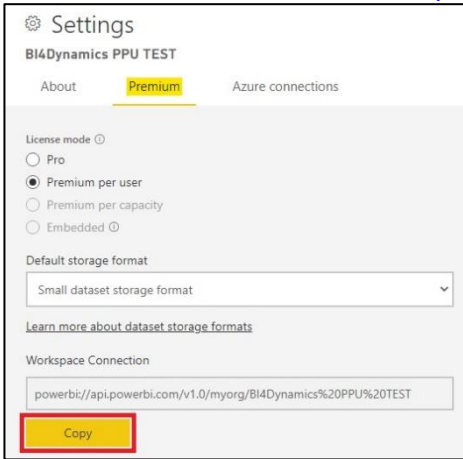 Settings
BI4Dynamics PPU TEST
About Premium Azure connections
License mode
Pro
Premium per user
Premium per capacity
Embedded
Default storage format
Small dataset storage format
Learn more about dataset storage formats
Workspace Connection
powerbi://api.powerbi.com/v1.0/myorg/BI4Dynamics%20PPU%20TEST
Copy